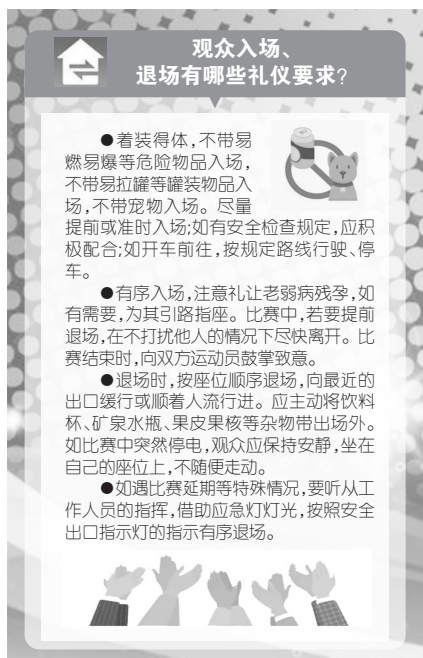 观众入场、
退场有哪些礼仪要求?
●着装得体,不带易
燃易爆等危险物品入场,
不带易拉罐等罐装物品入
场,不带宠物入场。尽量
提前或准时入场;如有安全检查规定,应积
极配合;如开车前往,按规定路线行驶、停
车。
●有序入场,注意礼让老弱病残孕,如
有需要,为其引路指座。比赛中,若要提前
退场,在不打扰他人的情况下尽快离开。比
赛结束时,向双方运动员鼓掌致意。
●退场时,按座位顺序退场,向最近的
出口缓行或顺着人流行进。应主动将饮料
杯、矿泉水瓶、果皮果核等杂物带出场外。
如比赛中突然停电,观众应保持安静,坐在
自己的座位上,不随便走动。
●如遇比赛延期等特殊情况,要听从工
作人员的指挥,借助应急灯灯光,按照安全
出口指示灯的指示有序退场。